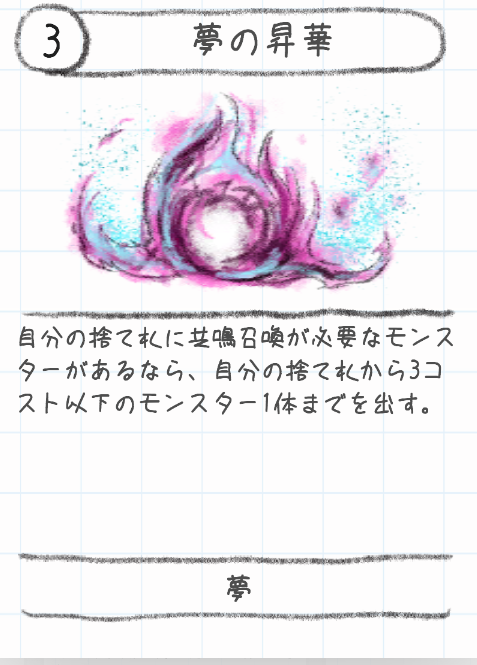 3
夢の昇華
自分の捨て札に共鳴召喚が必要なモンス
ターがあるなら、自分の捨て札から3コ
スト以下のモンスター1体までを出す。
夢